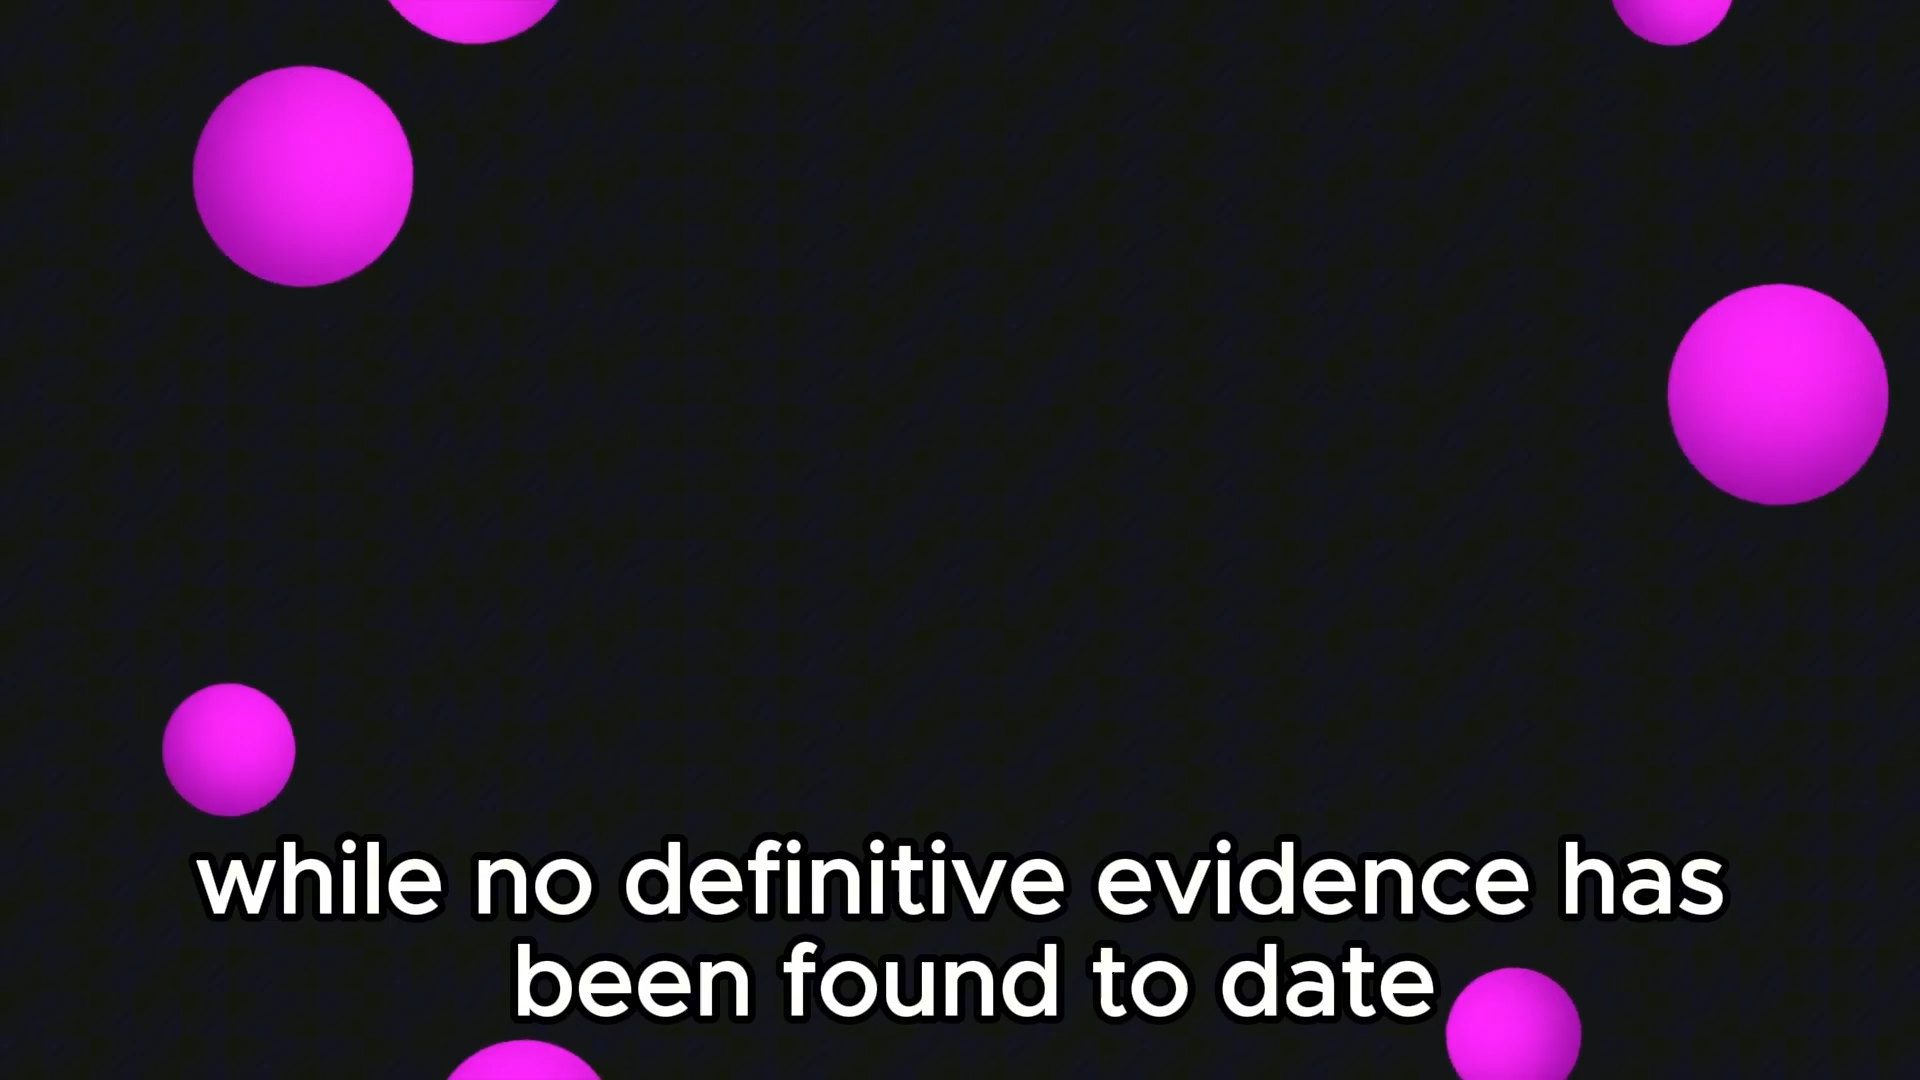 while no definitive evidence has
been found to date